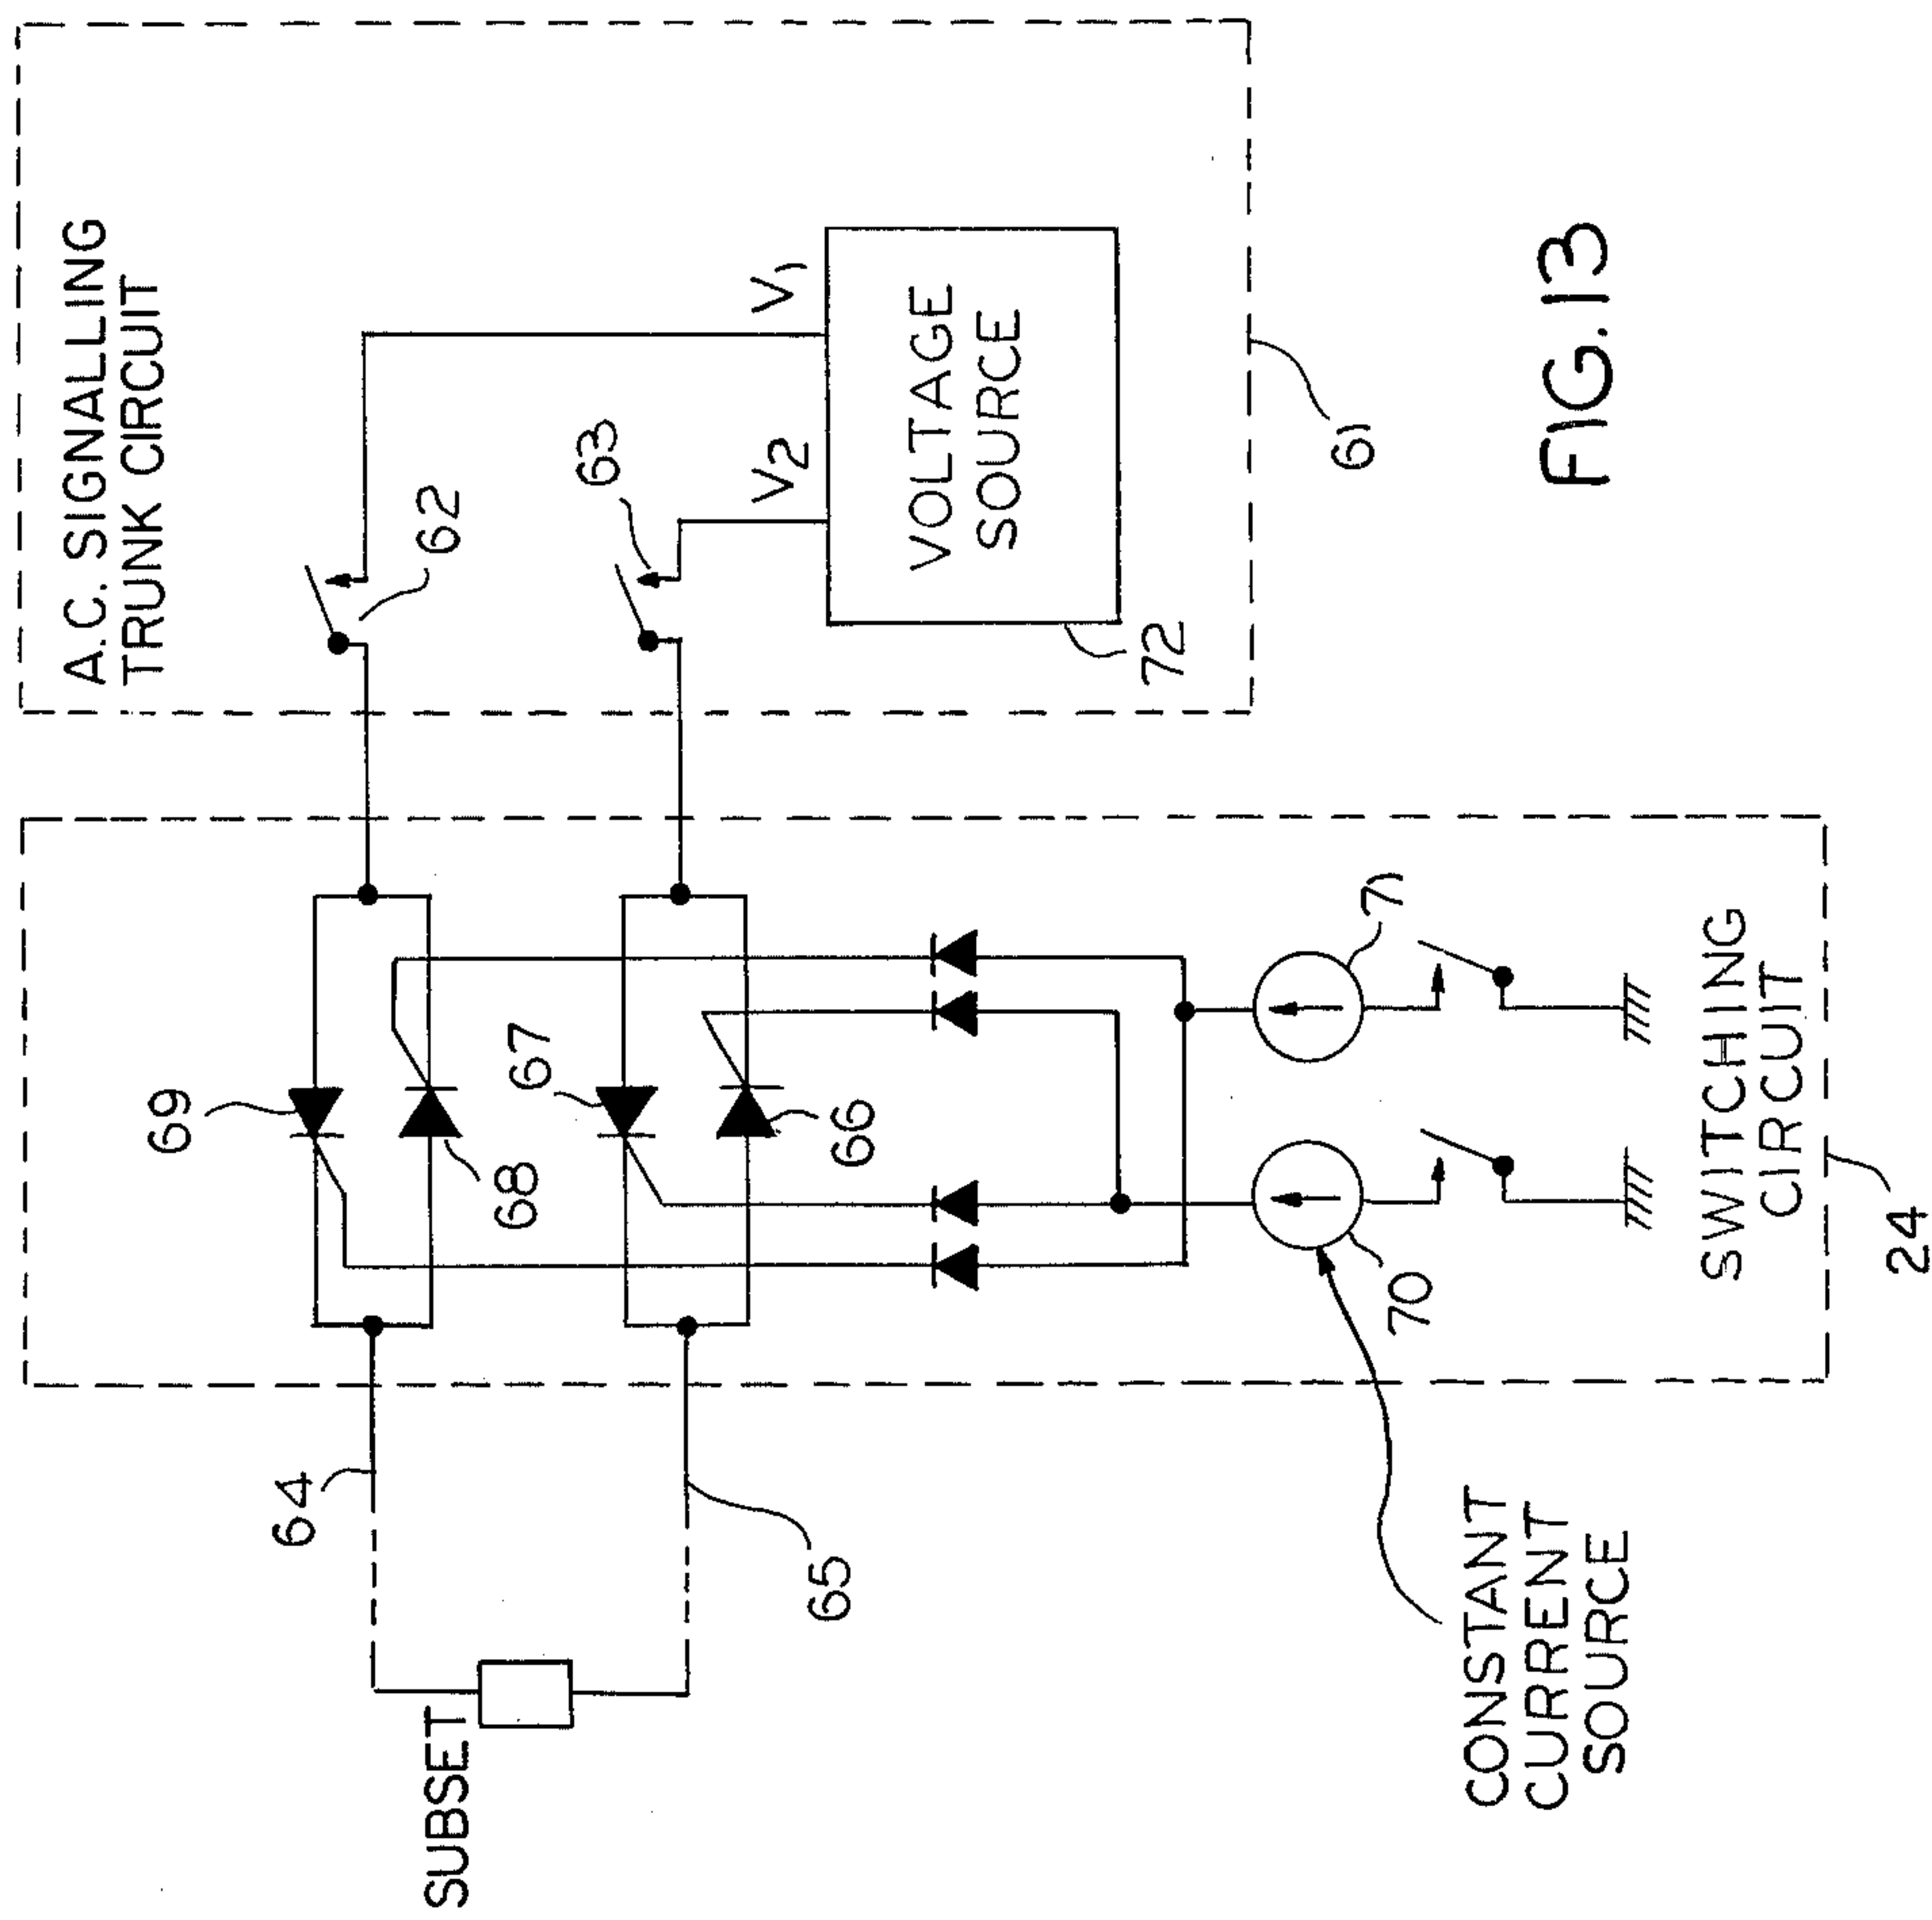 A.C. SIGNALLING
TRUNK CIRCUIT
62
63
V1
V2
VOLTAGE
SOURCE
72
61
69
68
67
66
71
70
SWITCHING
CIRCUIT
24
64
65
SUBSET
CONSTANT
CURRENT
SOURCE
FIG. 13